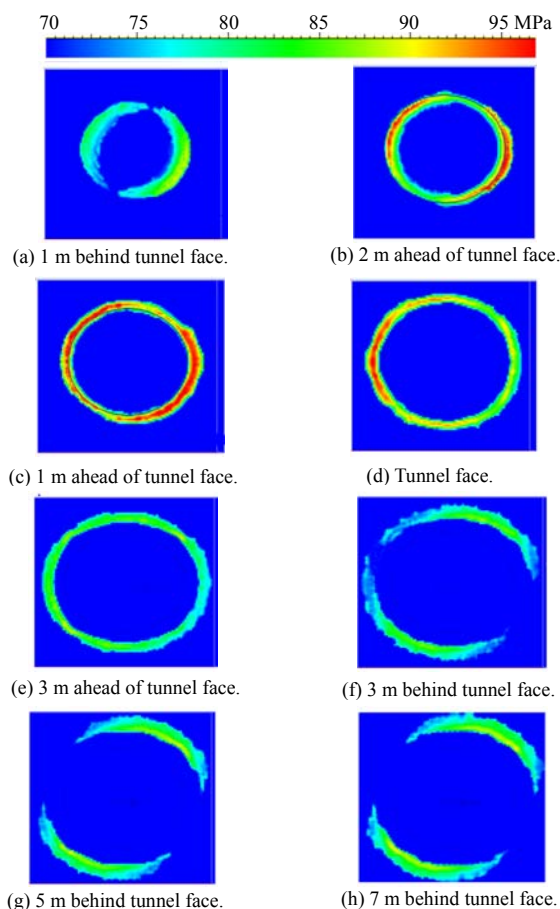 70 75 80 85 90 95 MPa
(a) 1 m behind tunnel face.
(b) 2 m ahead of tunnel face.
(c) 1 m ahead of tunnel face.
(d) Tunnel face.
(e) 3 m ahead of tunnel face.
(f) 3 m behind tunnel face.
(g) 5 m behind tunnel face.
(h) 7 m behind tunnel face.